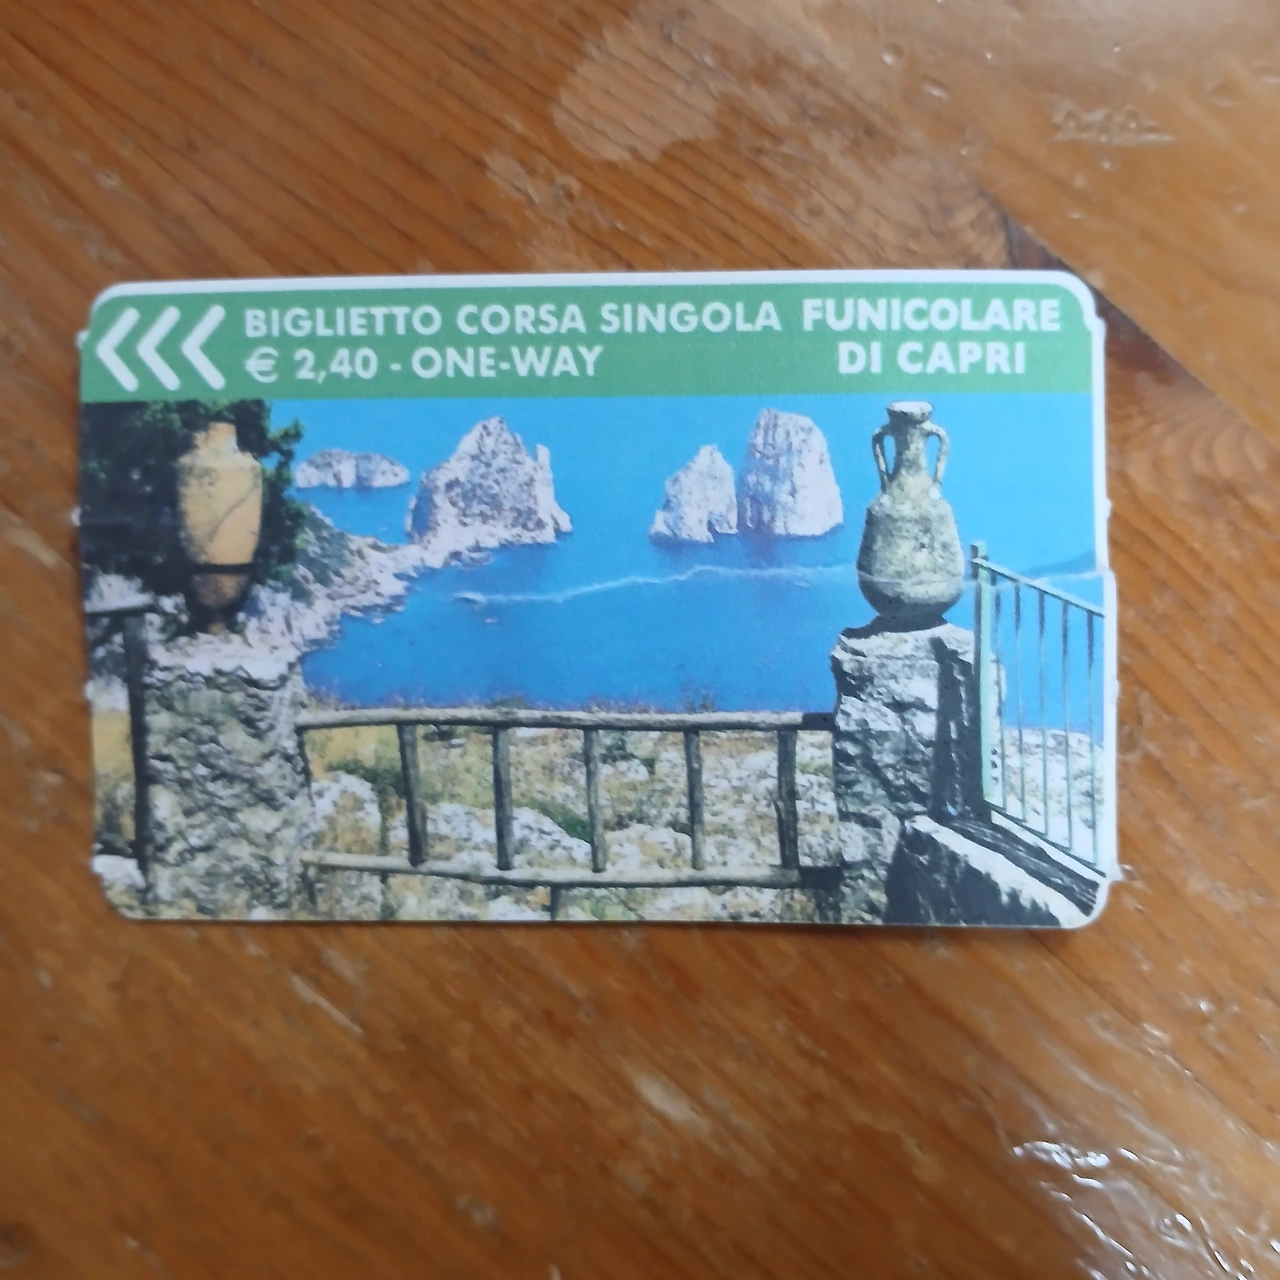 BIGLIETTO CORSA SINGOLA FUNICOLARE
€ 2,40 - ONE-WAY DI CAPRI